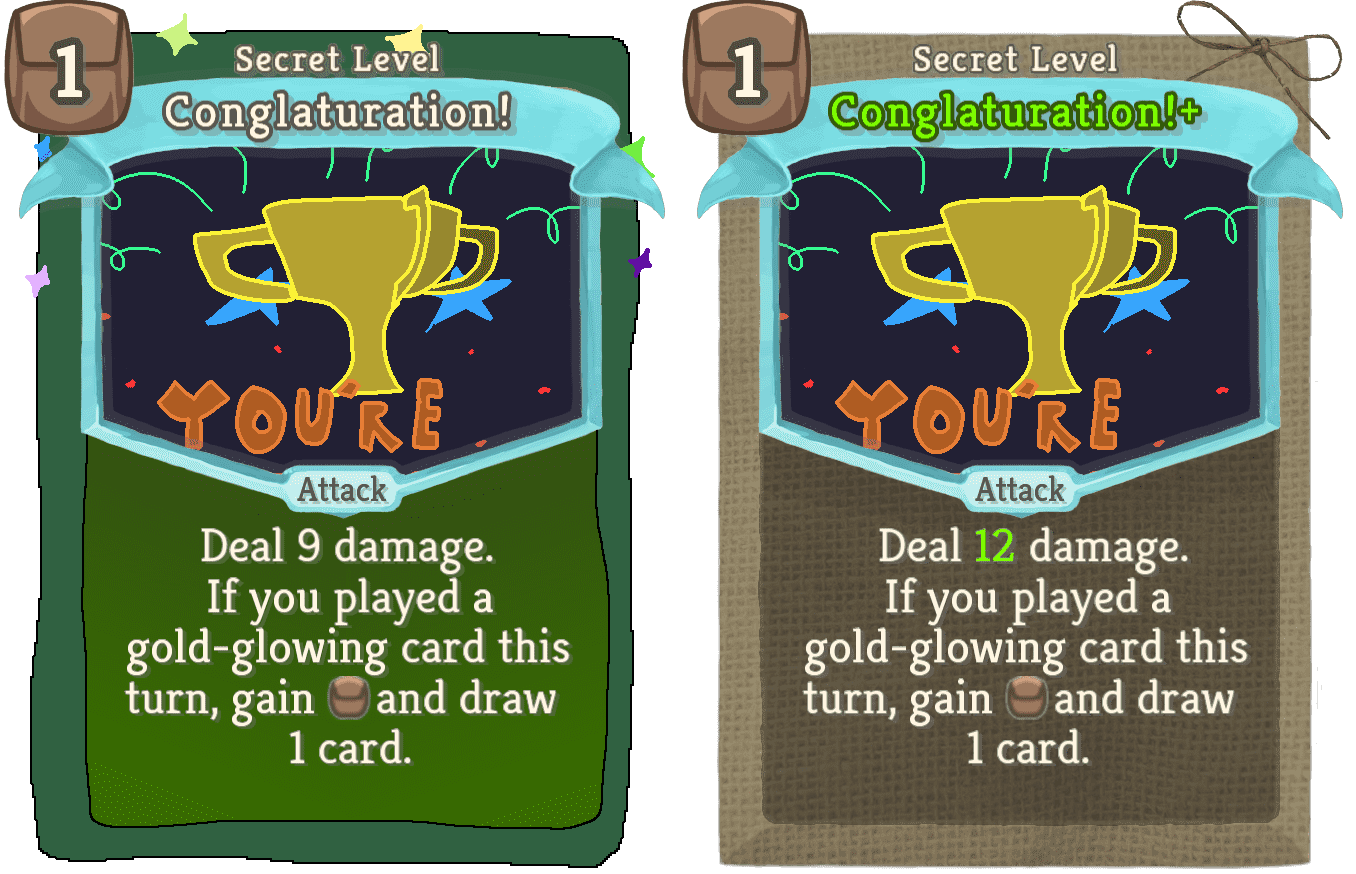 1
Secret Level
Conglaturation!
YOU'RE
Attack
Deal 9 damage.
If you played a
gold-glowing card this
turn, gain and draw
1 card.
1
Secret Level
Conglaturation!+
YOU'RE
Attack
Deal 12 damage.
If you played a
gold-glowing card this
turn, gain and draw
1 card.